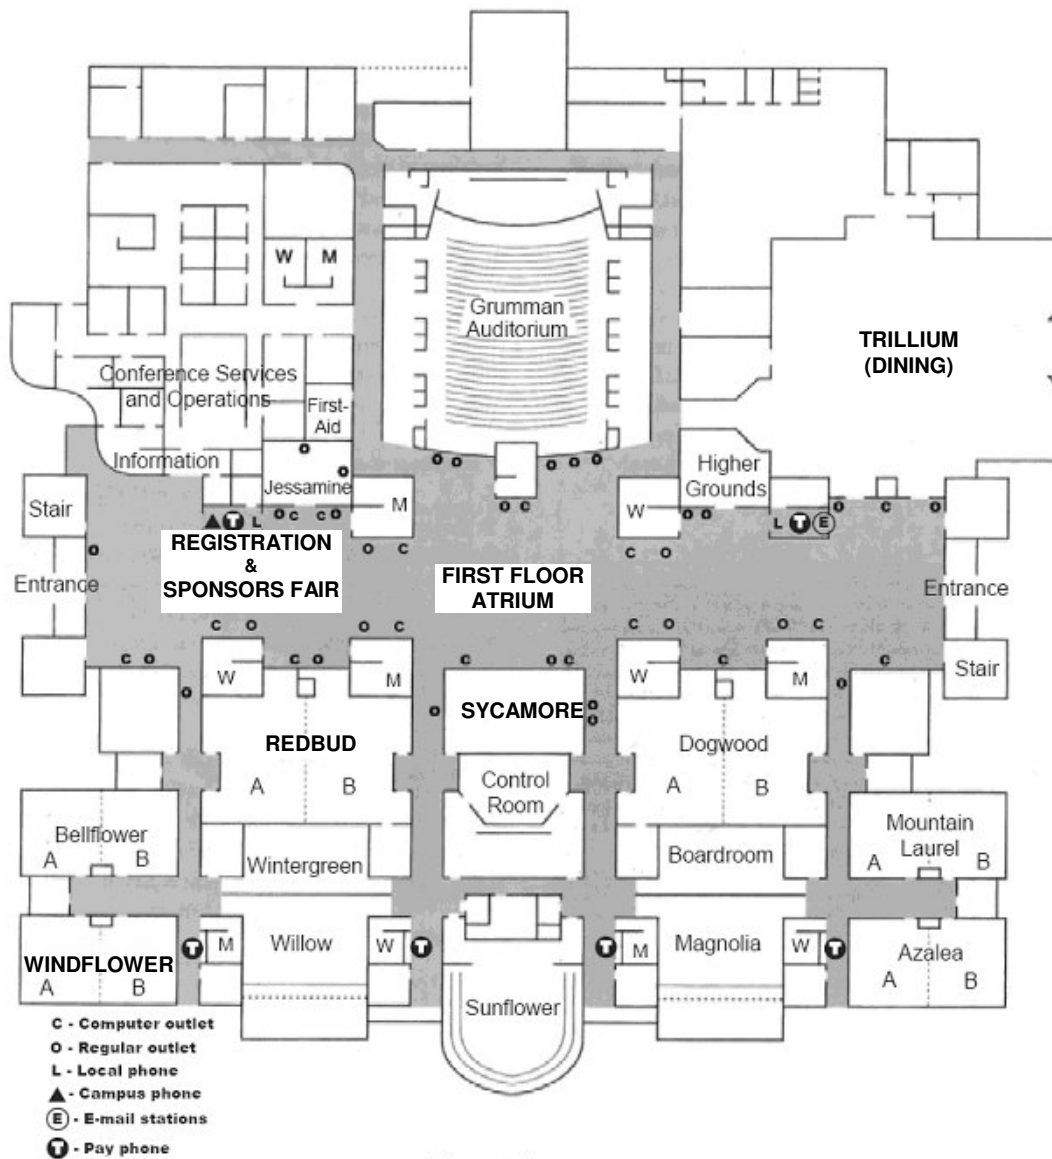 W M
Grumman
Auditorium
TRILLIUM
(DINING)
Conference Services
and Operations
First-
Aid
Information
Jessamine
Higher
Grounds
O O O O O O O
Stair
M
W
O O
T L O C C O
O O
L T E
O C O
REGISTRATION
&
SPONSORS FAIR
O C
FIRST FLOOR
ATRIUM
C O
O
Entrance
Entrance
C O O C
C O O C
C O C O C O C C C
W M
W M
Stair
O O
O O O
REDBUD
SYCAMORE
Dogwood
A B
Control
Room
A B
Bellflower
A B
Wintergreen
Boardroom
Mountain
Laurel
A B
WINDFLOWER
A B
T M
Willow
W T
T M
Magnolia
W T
Azalea
A B
Sunflower
C - Computer outlet
O - Regular outlet
L - Local phone
▲ - Campus phone
E - E-mail stations
T - Pay phone